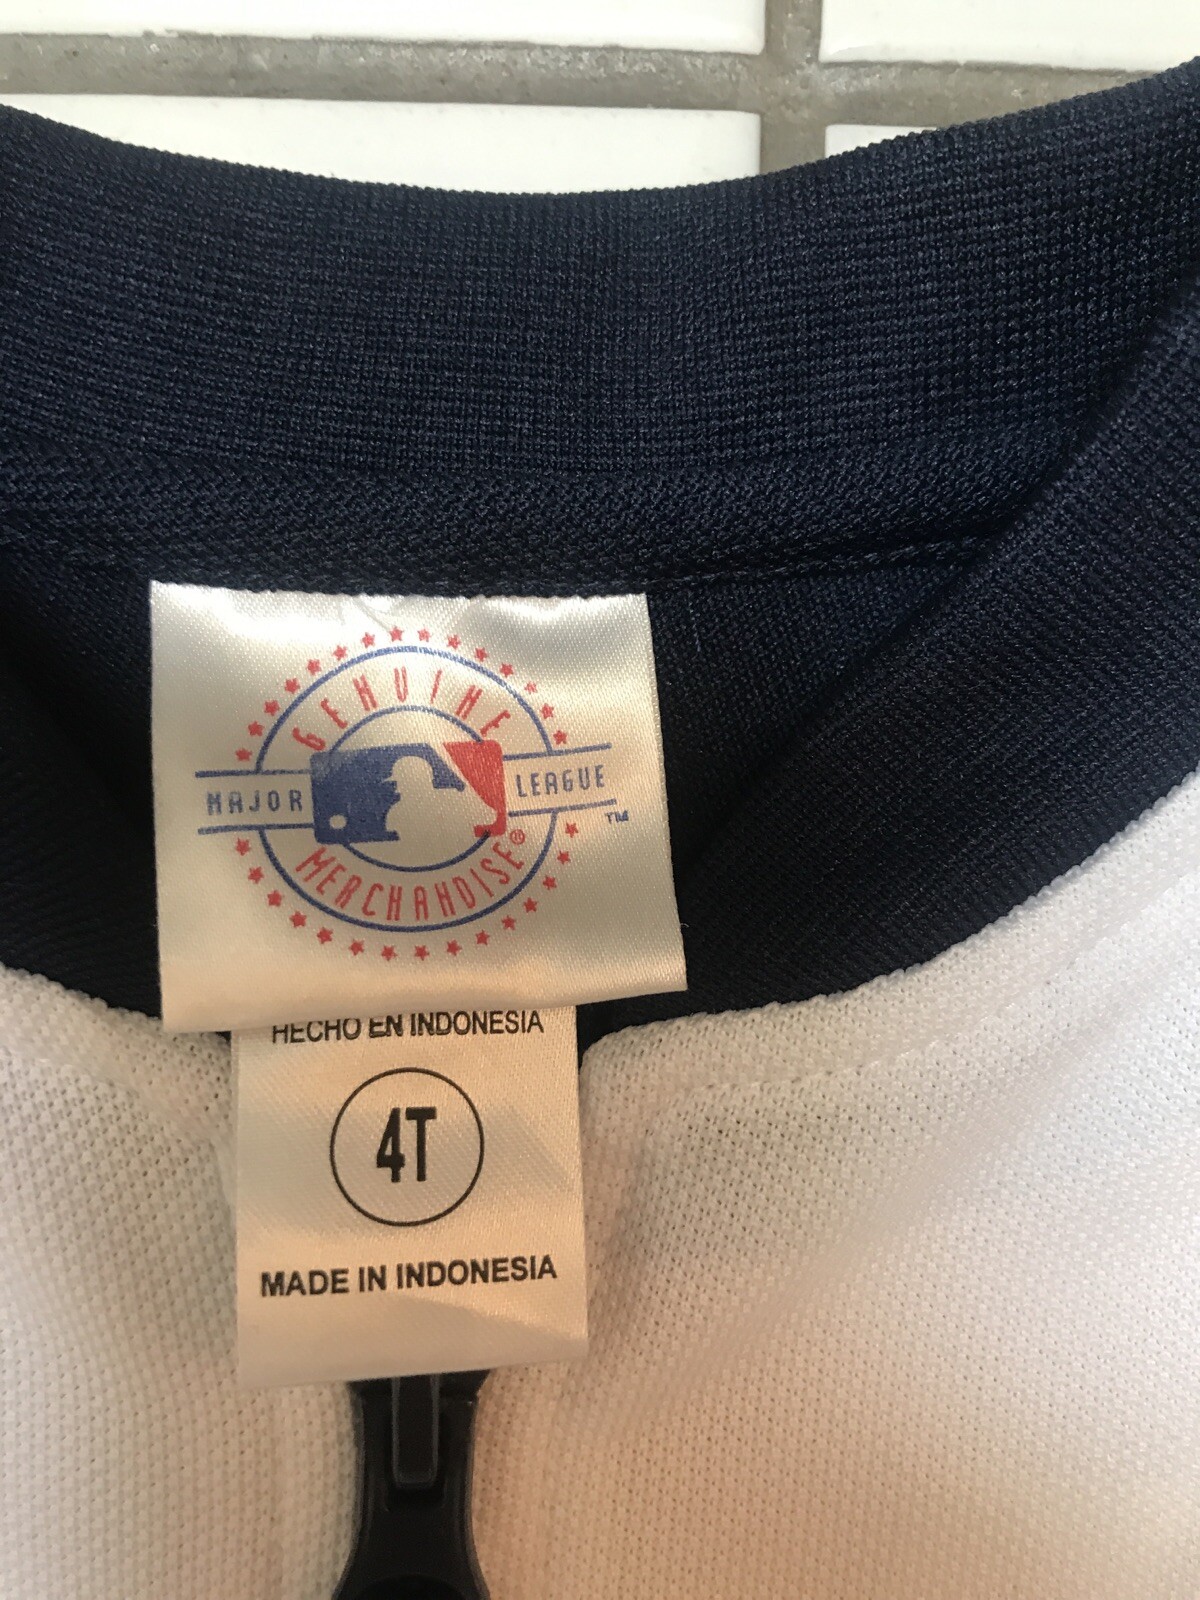 GENUINE
MAJOR LEAGUE ™
MERCHANDISE®
HECHO EN INDONESIA
4T
MADE IN INDONESIA